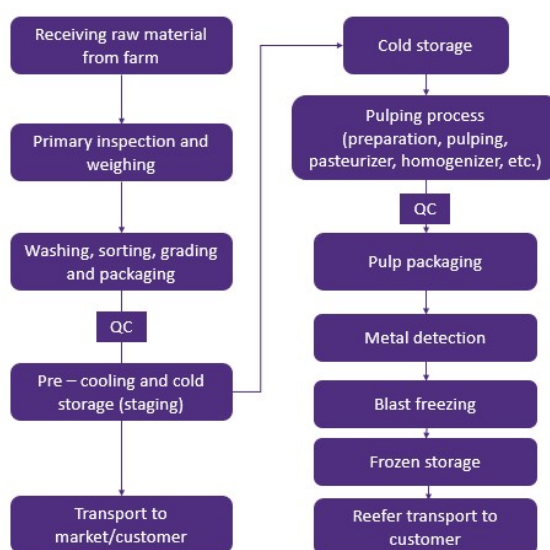 Receiving raw material
from farm
Primary inspection and
weighing
Washing, sorting, grading
and packaging
QC
Pre – cooling and cold
storage (staging)
Transport to
market/customer
Cold storage
Pulping process
(preparation, pulping,
pasteurizer, homogenizer, etc.)
QC
Pulp packaging
Metal detection
Blast freezing
Frozen storage
Reefer transport to
customer